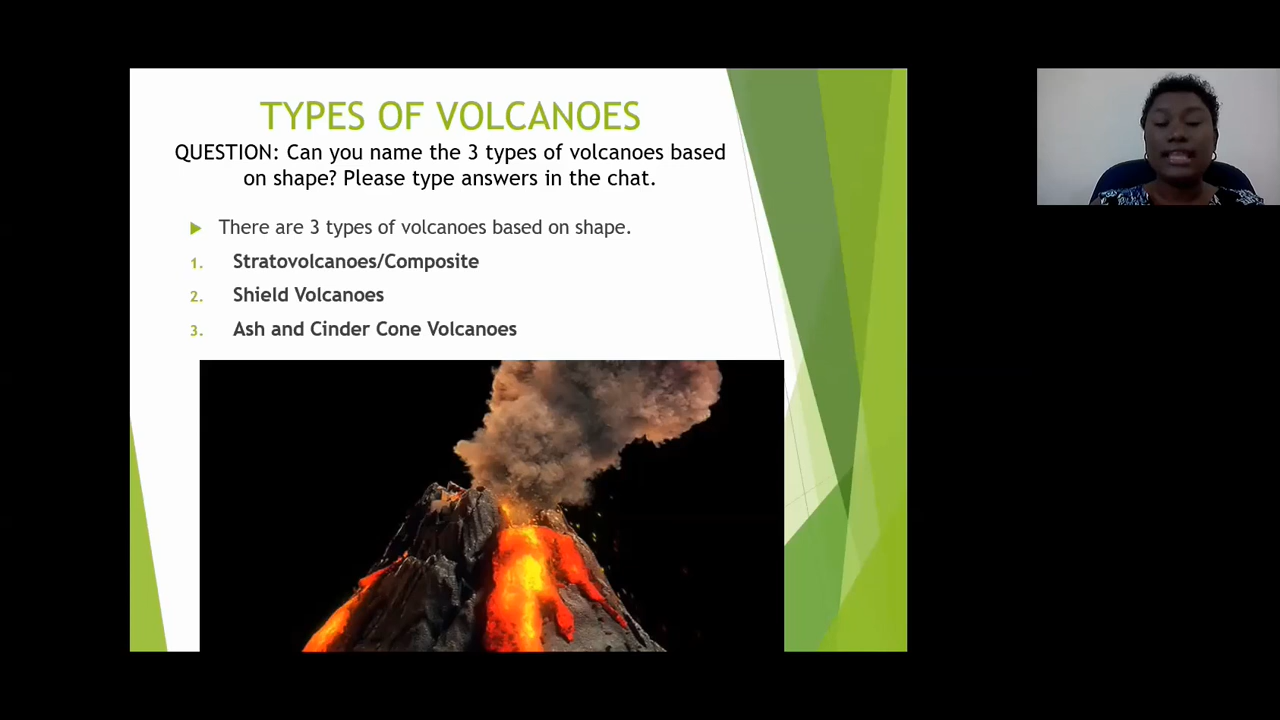 TYPES OF VOLCANOES
QUESTION: Can you name the 3 types of volcanoes based
on shape? Please type answers in the chat.
There are 3 types of volcanoes based on shape.
1. Stratovolcanoes/Composite
2. Shield Volcanoes
3. Ash and Cinder Cone Volcanoes